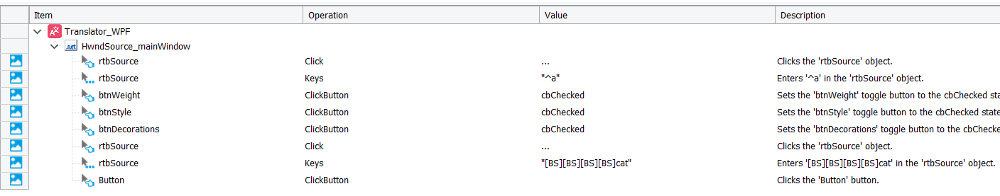 Item Operation Value Description
Translator_WPF
.net HwndSource_mainWindow
rtbSource Click ... Clicks the 'rtbSource' object.
rtbSource Keys "^a" Enters '^a' in the 'rtbSource' object.
btnWeight ClickButton cbChecked Sets the 'btnWeight' toggle button to the cbChecked stat
btnStyle ClickButton cbChecked Sets the 'btnStyle' toggle button to the cbChecked state
btnDecorations ClickButton cbChecked Sets the 'btnDecorations' toggle button to the cbChecke
rtbSource Click ... Clicks the 'rtbSource' object.
rtbSource Keys "[BS][BS][BS][BS]cat" Enters '[BS][BS][BS][BS]cat' in the 'rtbSource' object.
Button ClickButton Clicks the 'Button' button.